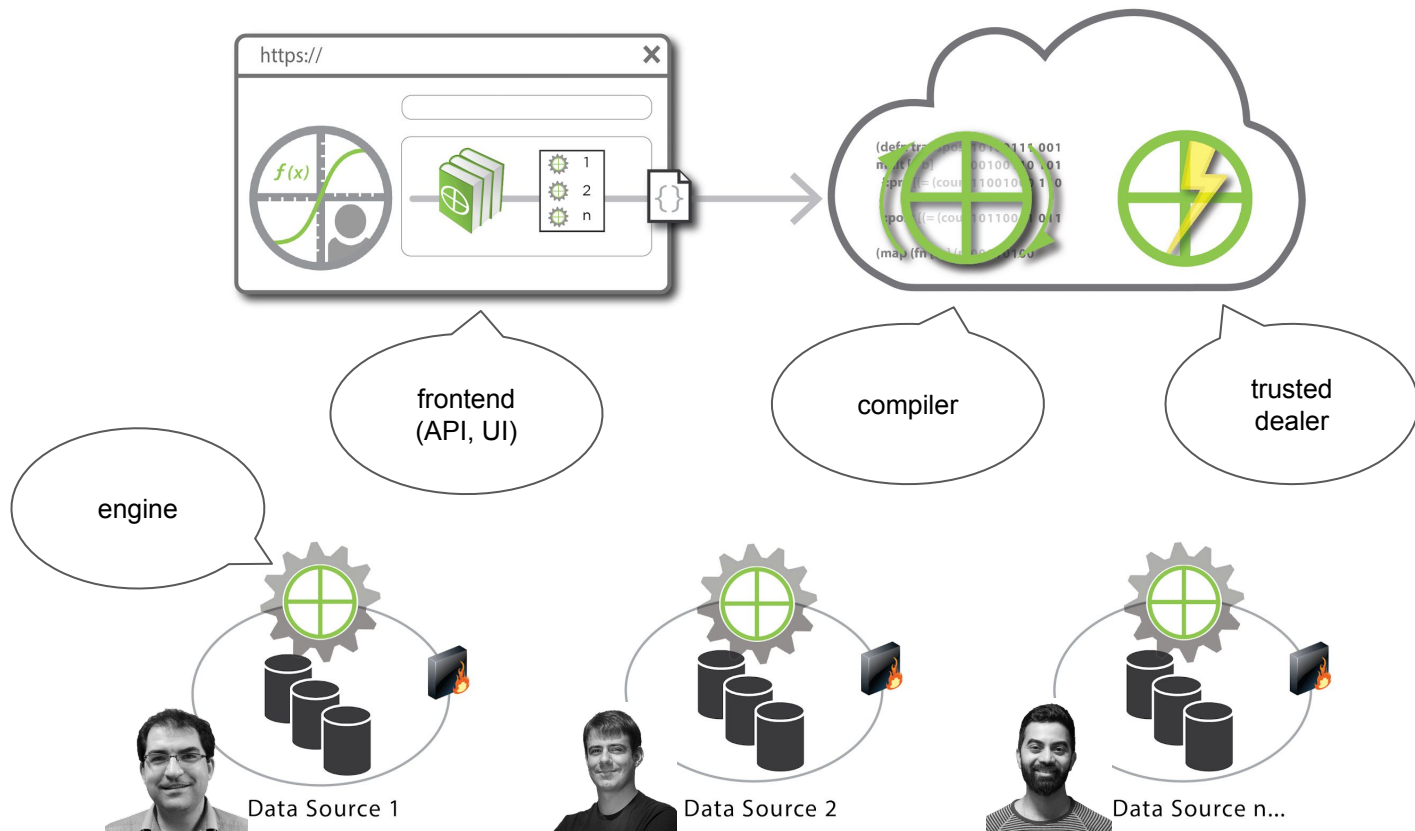 https://
f(x)
1
2
n
{}
frontend
(API, UI)
compiler
trusted
dealer
engine
Data Source 1
Data Source 2
Data Source n...